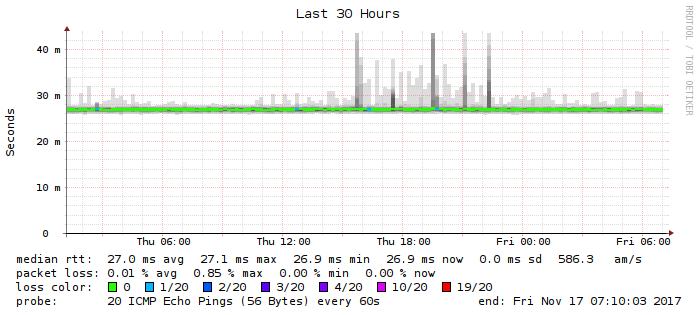 Last 30 Hours
RRDTOOL / TOBI OETIKER
Seconds
40 m
30 m
20 m
10 m
0
Thu 06:00 Thu 12:00 Thu 18:00 Fri 00:00 Fri 06:00
median rtt: 27.0 ms avg 27.1 ms max 26.9 ms min 26.9 ms now 0.0 ms sd 586.3 am/s
packet loss: 0.01 % avg 0.85 % max 0.00 % min 0.00 % now
loss color: 0 1/20 2/20 3/20 4/20 10/20 19/20
probe: 20 ICMP Echo Pings (56 Bytes) every 60s end: Fri Nov 17 07:10:03 2017